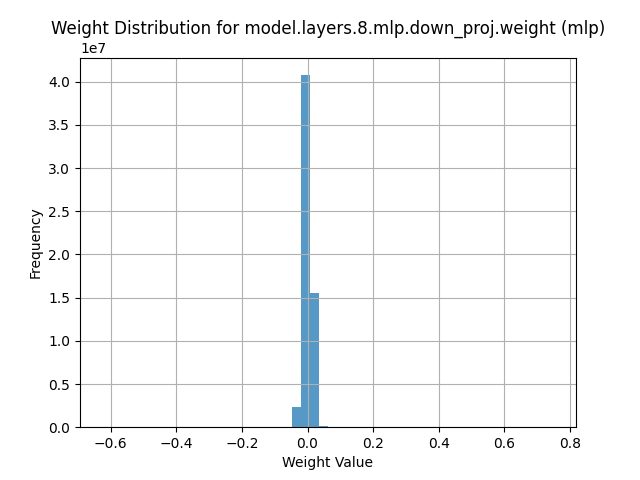 Weight Distribution for model.layers.8.mlp.down_proj.weight (mlp)
1e7
4.0
3.5
3.0
2.5
2.0
1.5
1.0
0.5
0.0
Frequency
−0.6 −0.4 −0.2 0.0 0.2 0.4 0.6 0.8
Weight Value